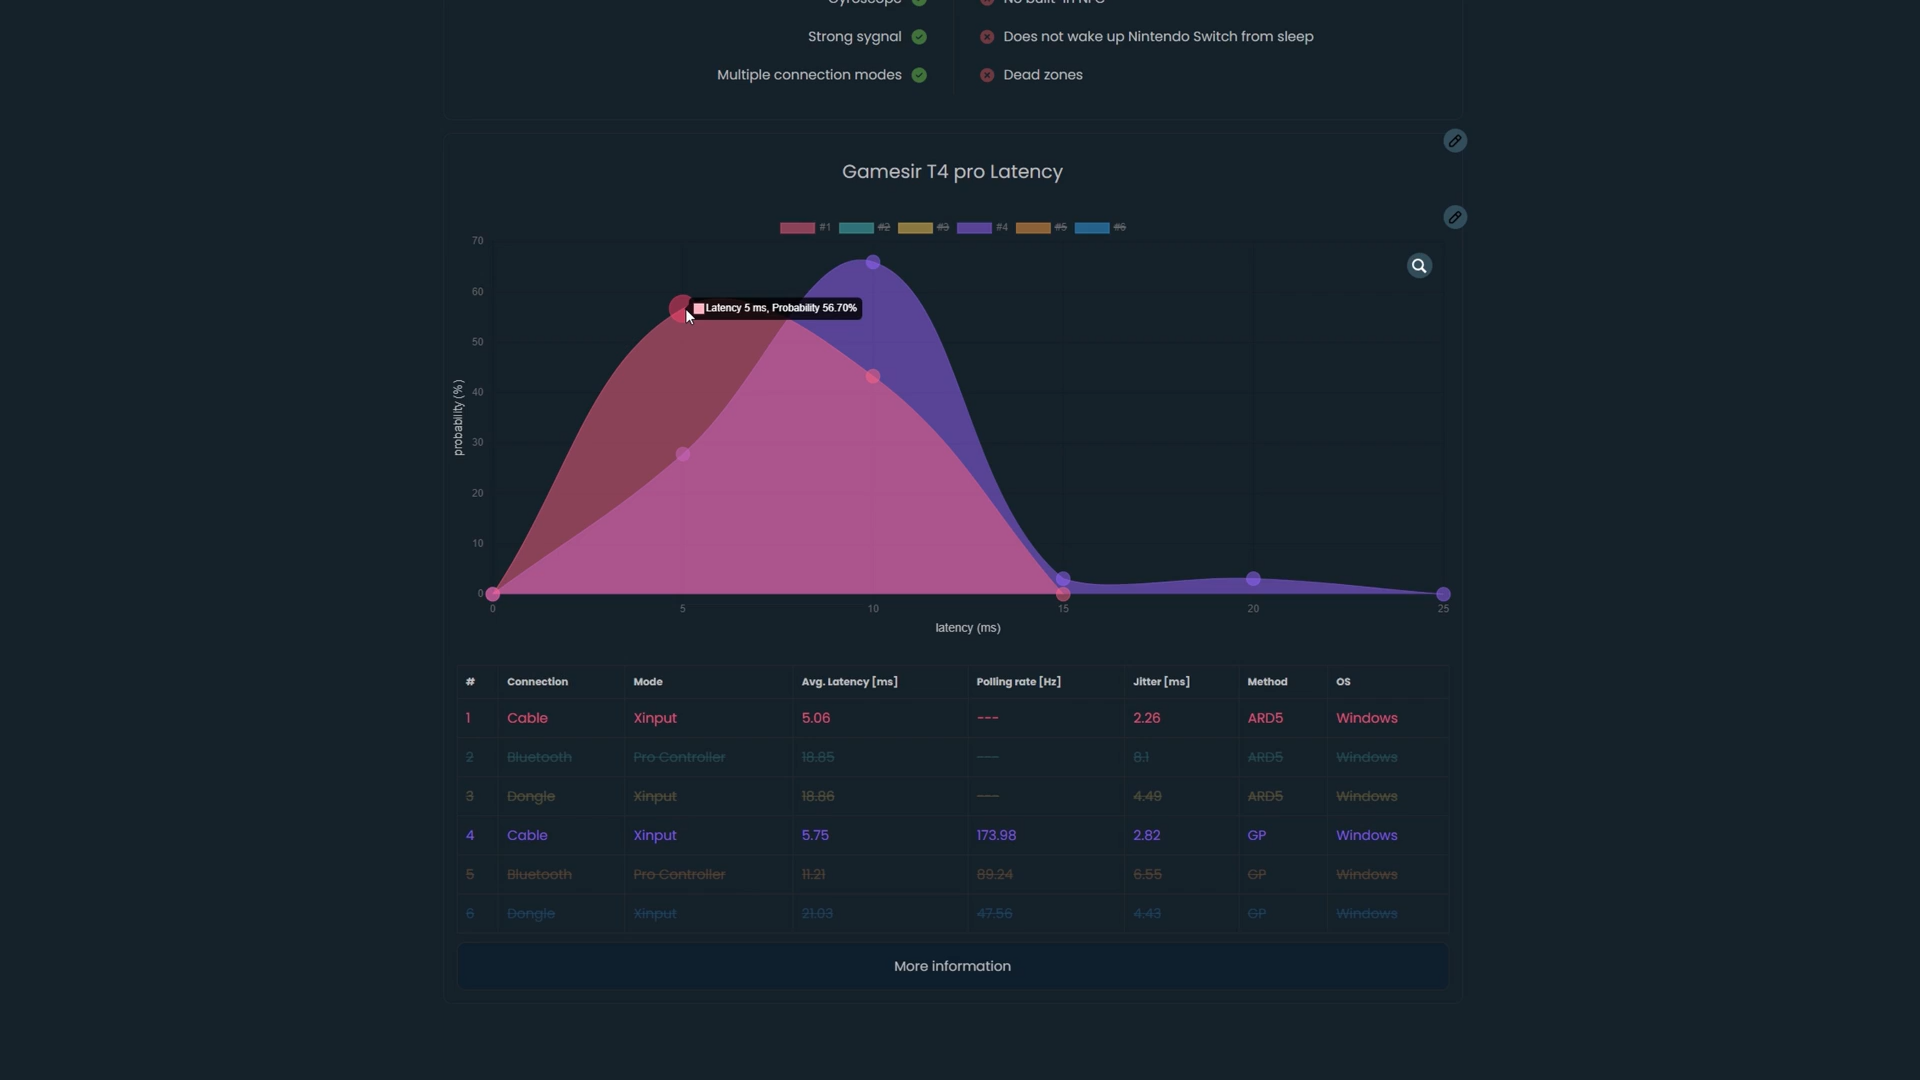 Gyroscope
No built-in NFC
Strong sygnal
Does not wake up Nintendo Switch from sleep
Multiple connection modes
Dead zones
Gamesir T4 pro Latency
#1 #2 #3 #4 #5 #6
70
60
50
40
30
20
10
0
probability (%)
Latency 5 ms, Probability 56.70%
0 5 10 15 20 25
latency (ms)
# Connection Mode Avg. Latency [ms] Polling rate [Hz] Jitter [ms] Method OS
1 Cable Xinput 5.06 --- 2.26 ARD5 Windows
2 Bluetooth Pro Controller 18.85 --- 8.1 ARD5 Windows
3 Dongle Xinput 18.86 --- 4.49 ARD5 Windows
4 Cable Xinput 5.75 173.98 2.82 GP Windows
5 Bluetooth Pro Controller 11.21 89.24 6.55 GP Windows
6 Dongle Xinput 21.03 47.56 4.43 GP Windows
More information